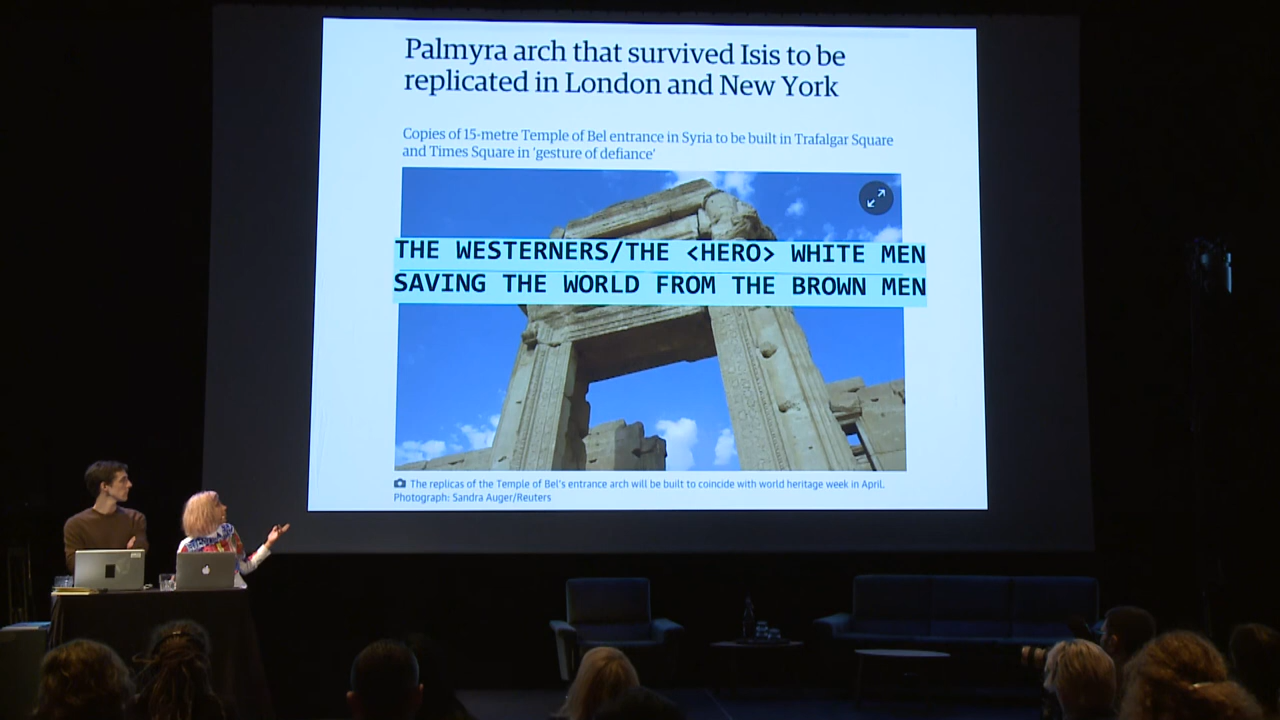 Palmyra arch that survived Isis to be
replicated in London and New York
Copies of 15-metre Temple of Bel entrance in Syria to be built in Trafalgar Square
and Times Square in 'gesture of defiance'
THE WESTERNERS/THE <HERO> WHITE MEN
SAVING THE WORLD FROM THE BROWN MEN
The replicas of the Temple of Bel's entrance arch will be built to coincide with world heritage week in April.
Photograph: Sandra Auger/Reuters